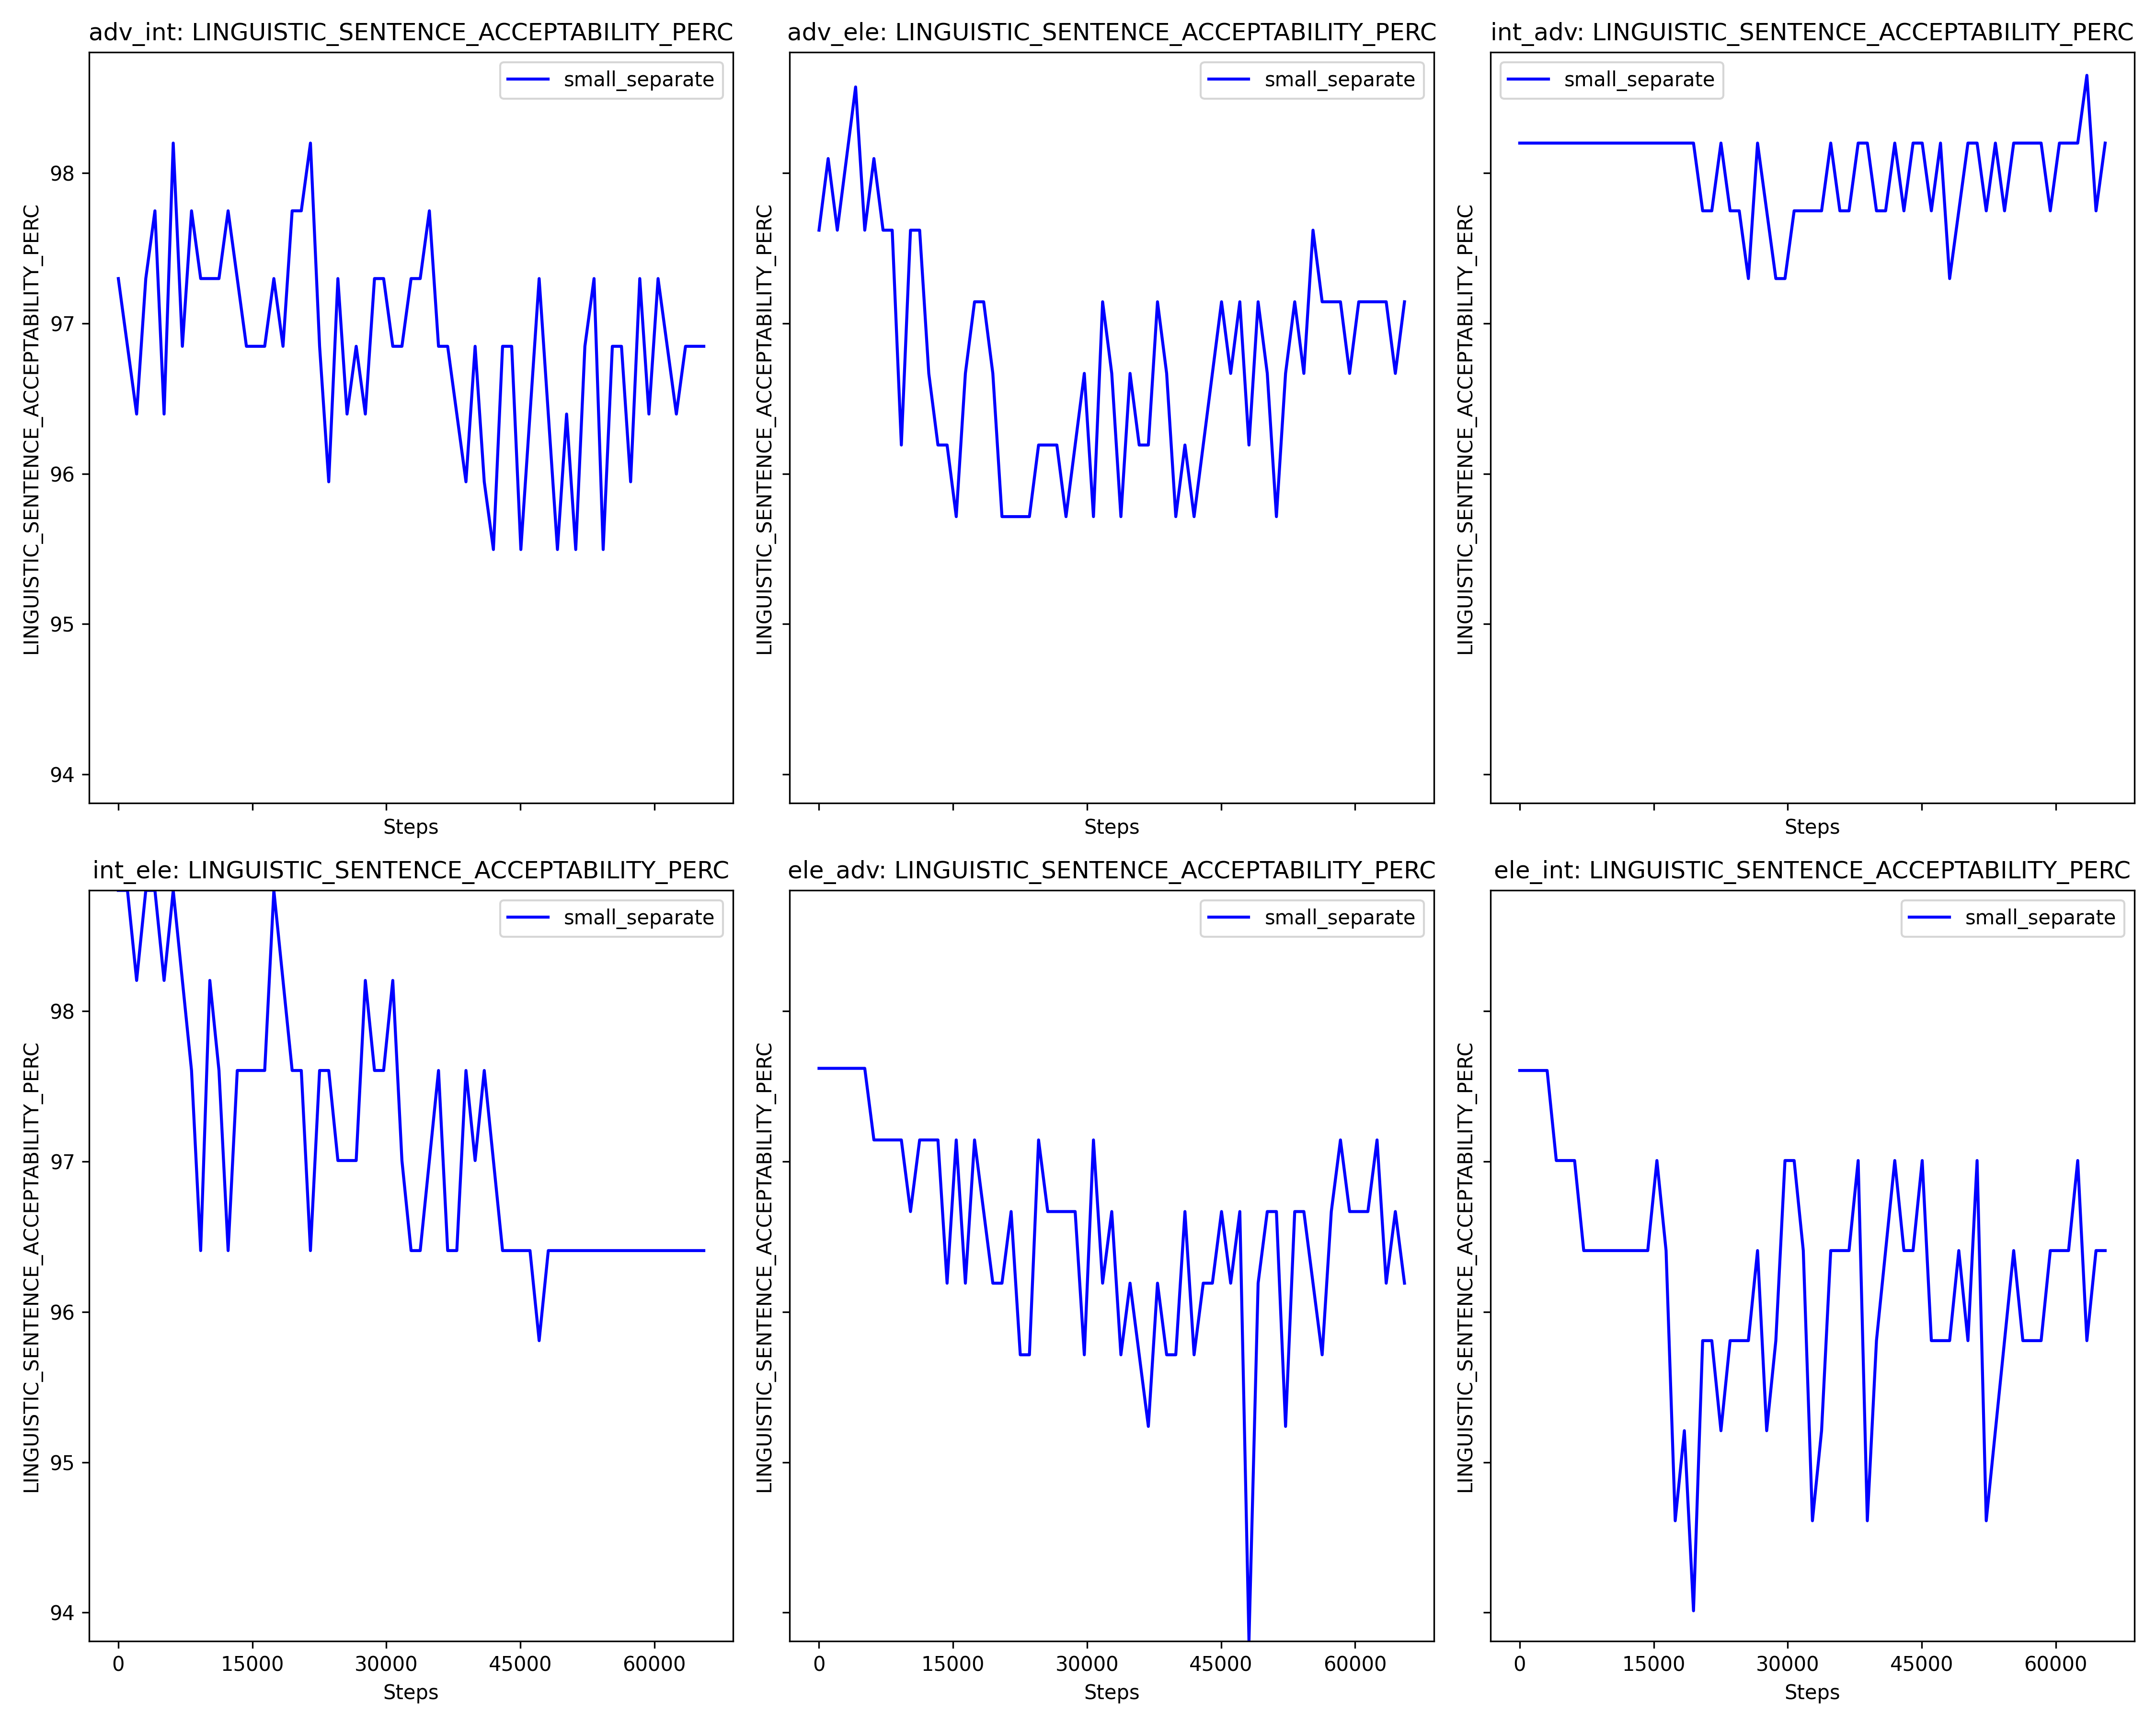 adv_int: LINGUISTIC_SENTENCE_ACCEPTABILITY_PERC
small_separate
LINGUISTIC_SENTENCE_ACCEPTABILITY_PERC
98
97
96
95
94
Steps
adv_ele: LINGUISTIC_SENTENCE_ACCEPTABILITY_PERC
small_separate
LINGUISTIC_SENTENCE_ACCEPTABILITY_PERC
Steps
int_adv: LINGUISTIC_SENTENCE_ACCEPTABILITY_PERC
small_separate
LINGUISTIC_SENTENCE_ACCEPTABILITY_PERC
Steps
int_ele: LINGUISTIC_SENTENCE_ACCEPTABILITY_PERC
small_separate
LINGUISTIC_SENTENCE_ACCEPTABILITY_PERC
98
97
96
95
94
0 15000 30000 45000 60000
Steps
ele_adv: LINGUISTIC_SENTENCE_ACCEPTABILITY_PERC
small_separate
LINGUISTIC_SENTENCE_ACCEPTABILITY_PERC
0 15000 30000 45000 60000
Steps
ele_int: LINGUISTIC_SENTENCE_ACCEPTABILITY_PERC
small_separate
LINGUISTIC_SENTENCE_ACCEPTABILITY_PERC
0 15000 30000 45000 60000
Steps